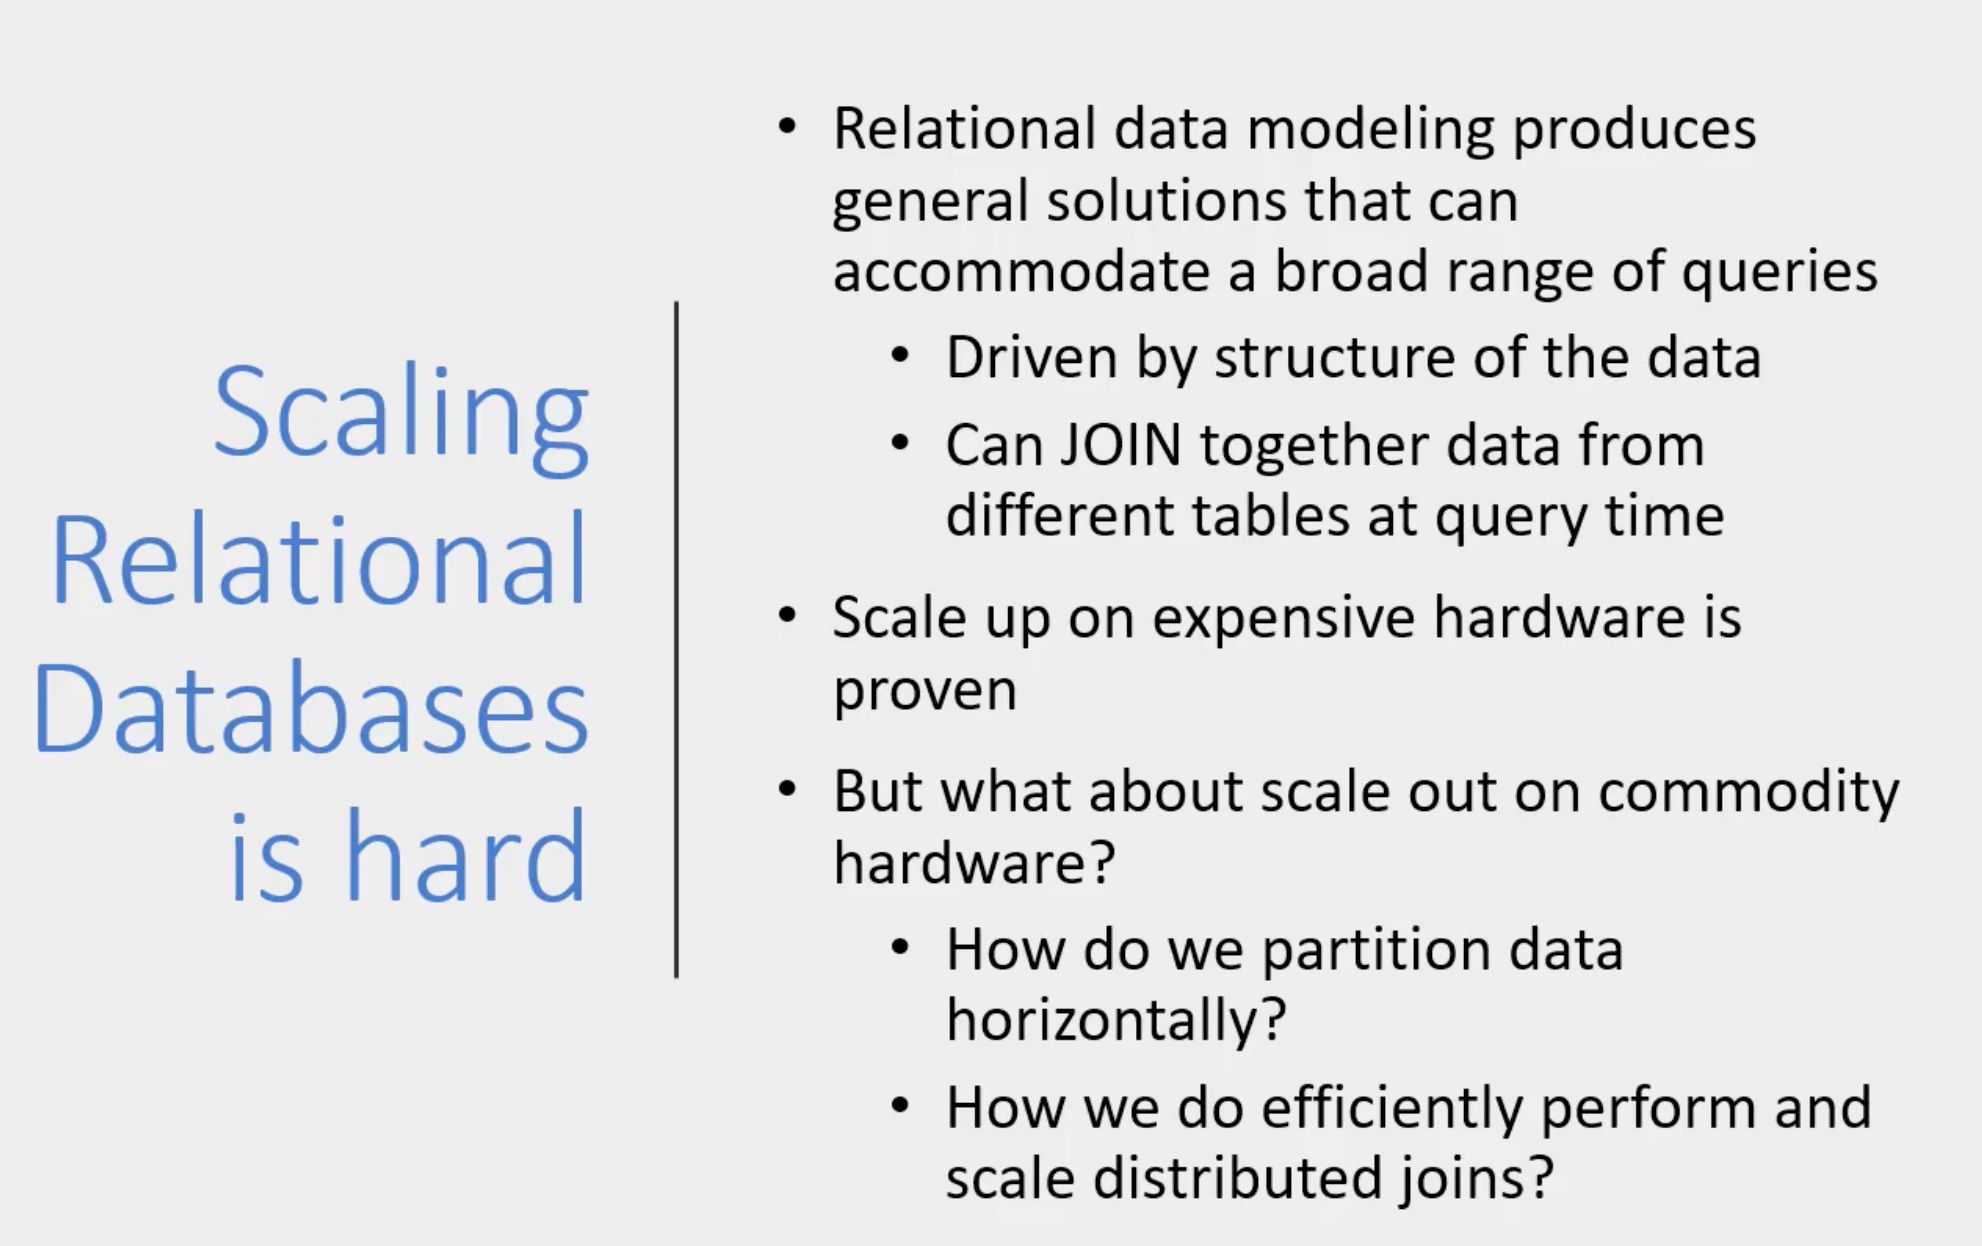 Scaling
Relational
Databases
is hard
• Relational data modeling produces
general solutions that can
accommodate a broad range of queries
• Driven by structure of the data
• Can JOIN together data from
different tables at query time
• Scale up on expensive hardware is
proven
• But what about scale out on commodity
hardware?
• How do we partition data
horizontally?
• How we do efficiently perform and
scale distributed joins?